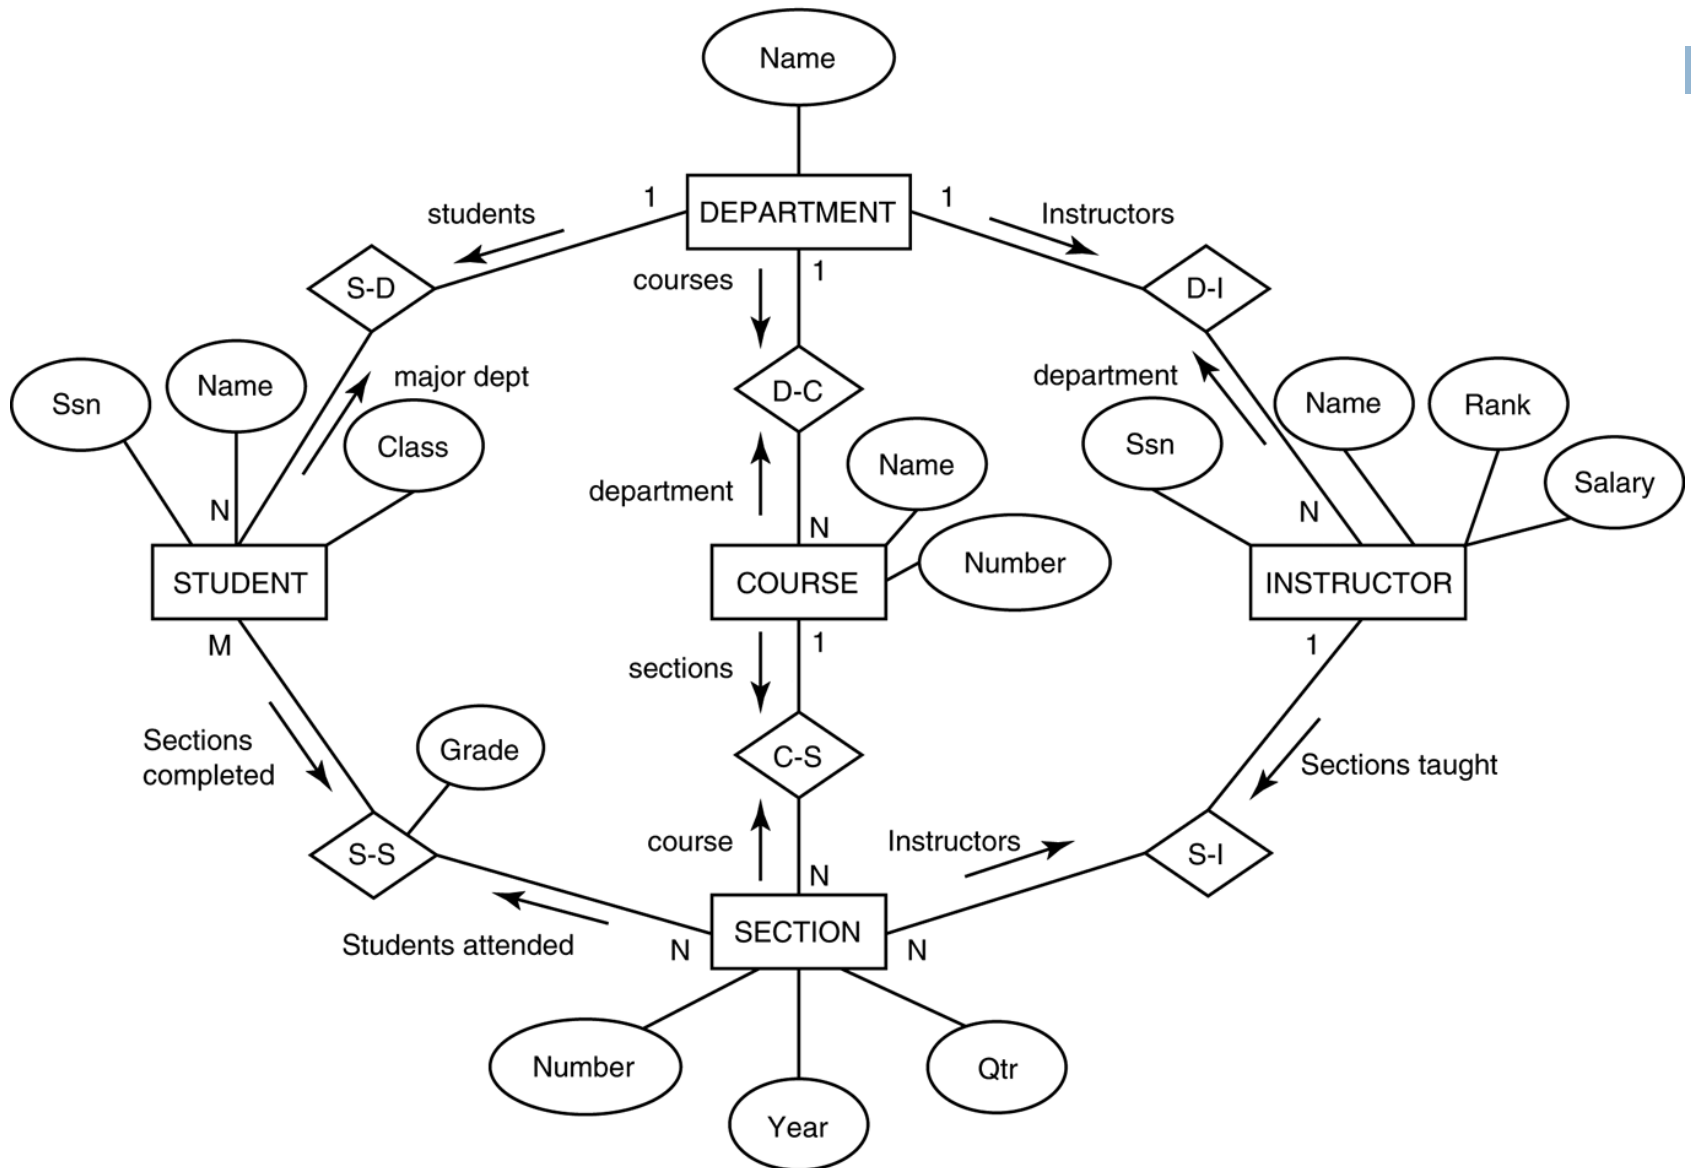 Name
1
DEPARTMENT
1
students
Instructors
S-D
courses
1
D-I
Ssn
Name
major dept
Class
D-C
department
Name
Rank
Ssn
Salary
Name
department
Number
N
N
N
STUDENT
COURSE
INSTRUCTOR
M
1
1
sections
Sections
completed
Grade
C-S
Sections taught
S-S
course
Instructors
S-I
N
Students attended
N
SECTION
N
Number
Year
Qtr